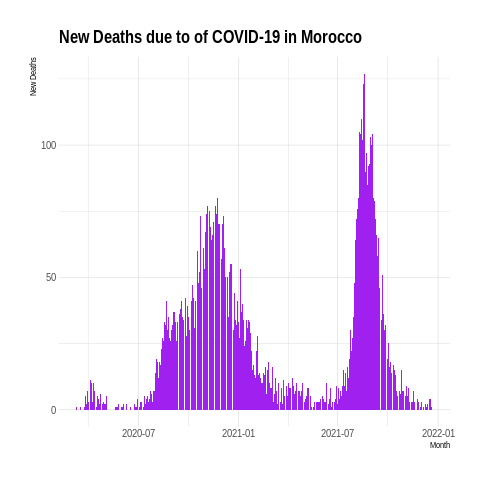 New Deaths due to of COVID-19 in Morocco
New Deaths
100
50
0
2020-07
2021-01
2021-07
2022-01
Month